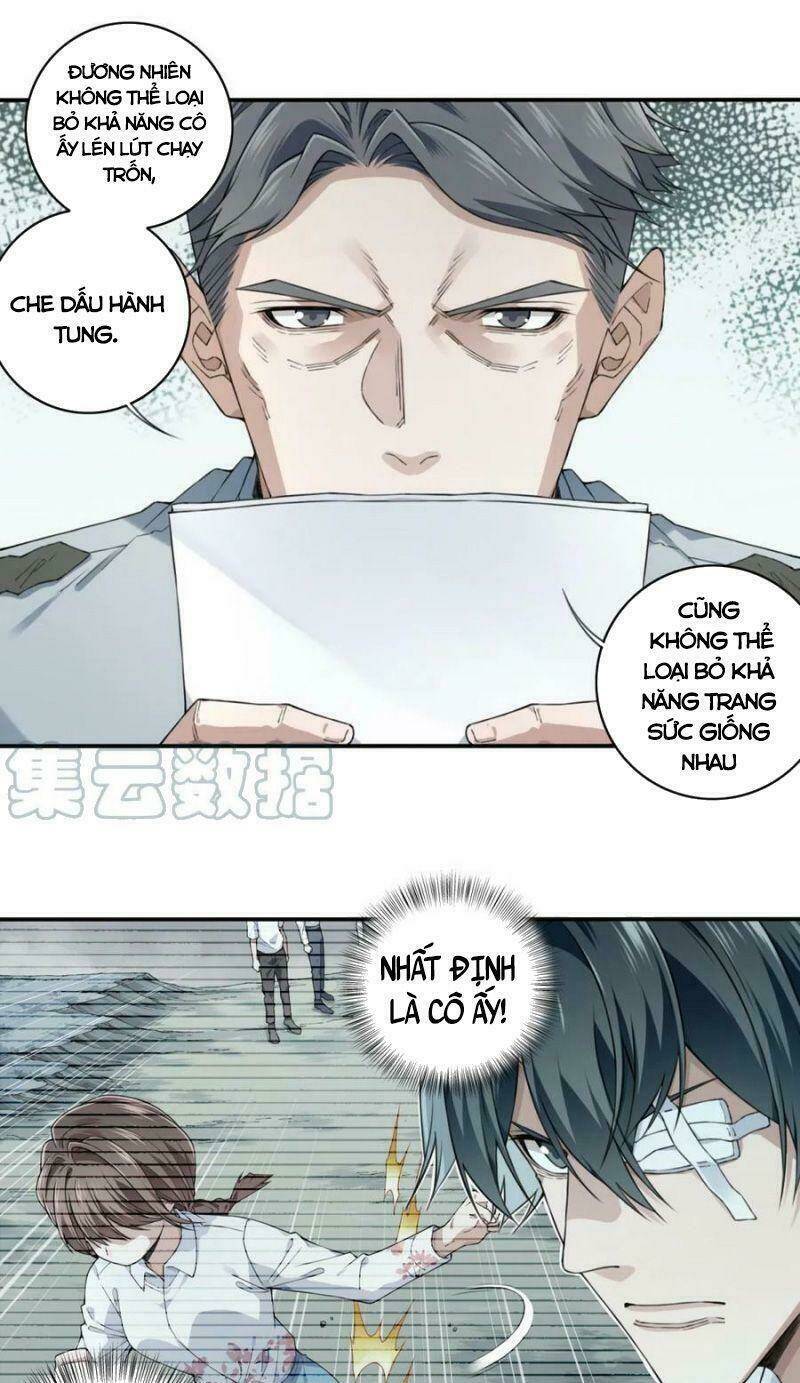 ĐƯƠNG NHIÊN
KHÔNG THỂ LOẠI
BỎ KHẢ NĂNG CÔ
ẤY LÉN LÚT CHẠY
TRỐN,
CHE DẤU HÀNH
TUNG.
CŨNG
KHÔNG THỂ
LOẠI BỎ KHẢ
NĂNG TRANG
SỨC GIỐNG
NHAU
集云数据
NHẤT ĐỊNH
LÀ CÔ ẤY!